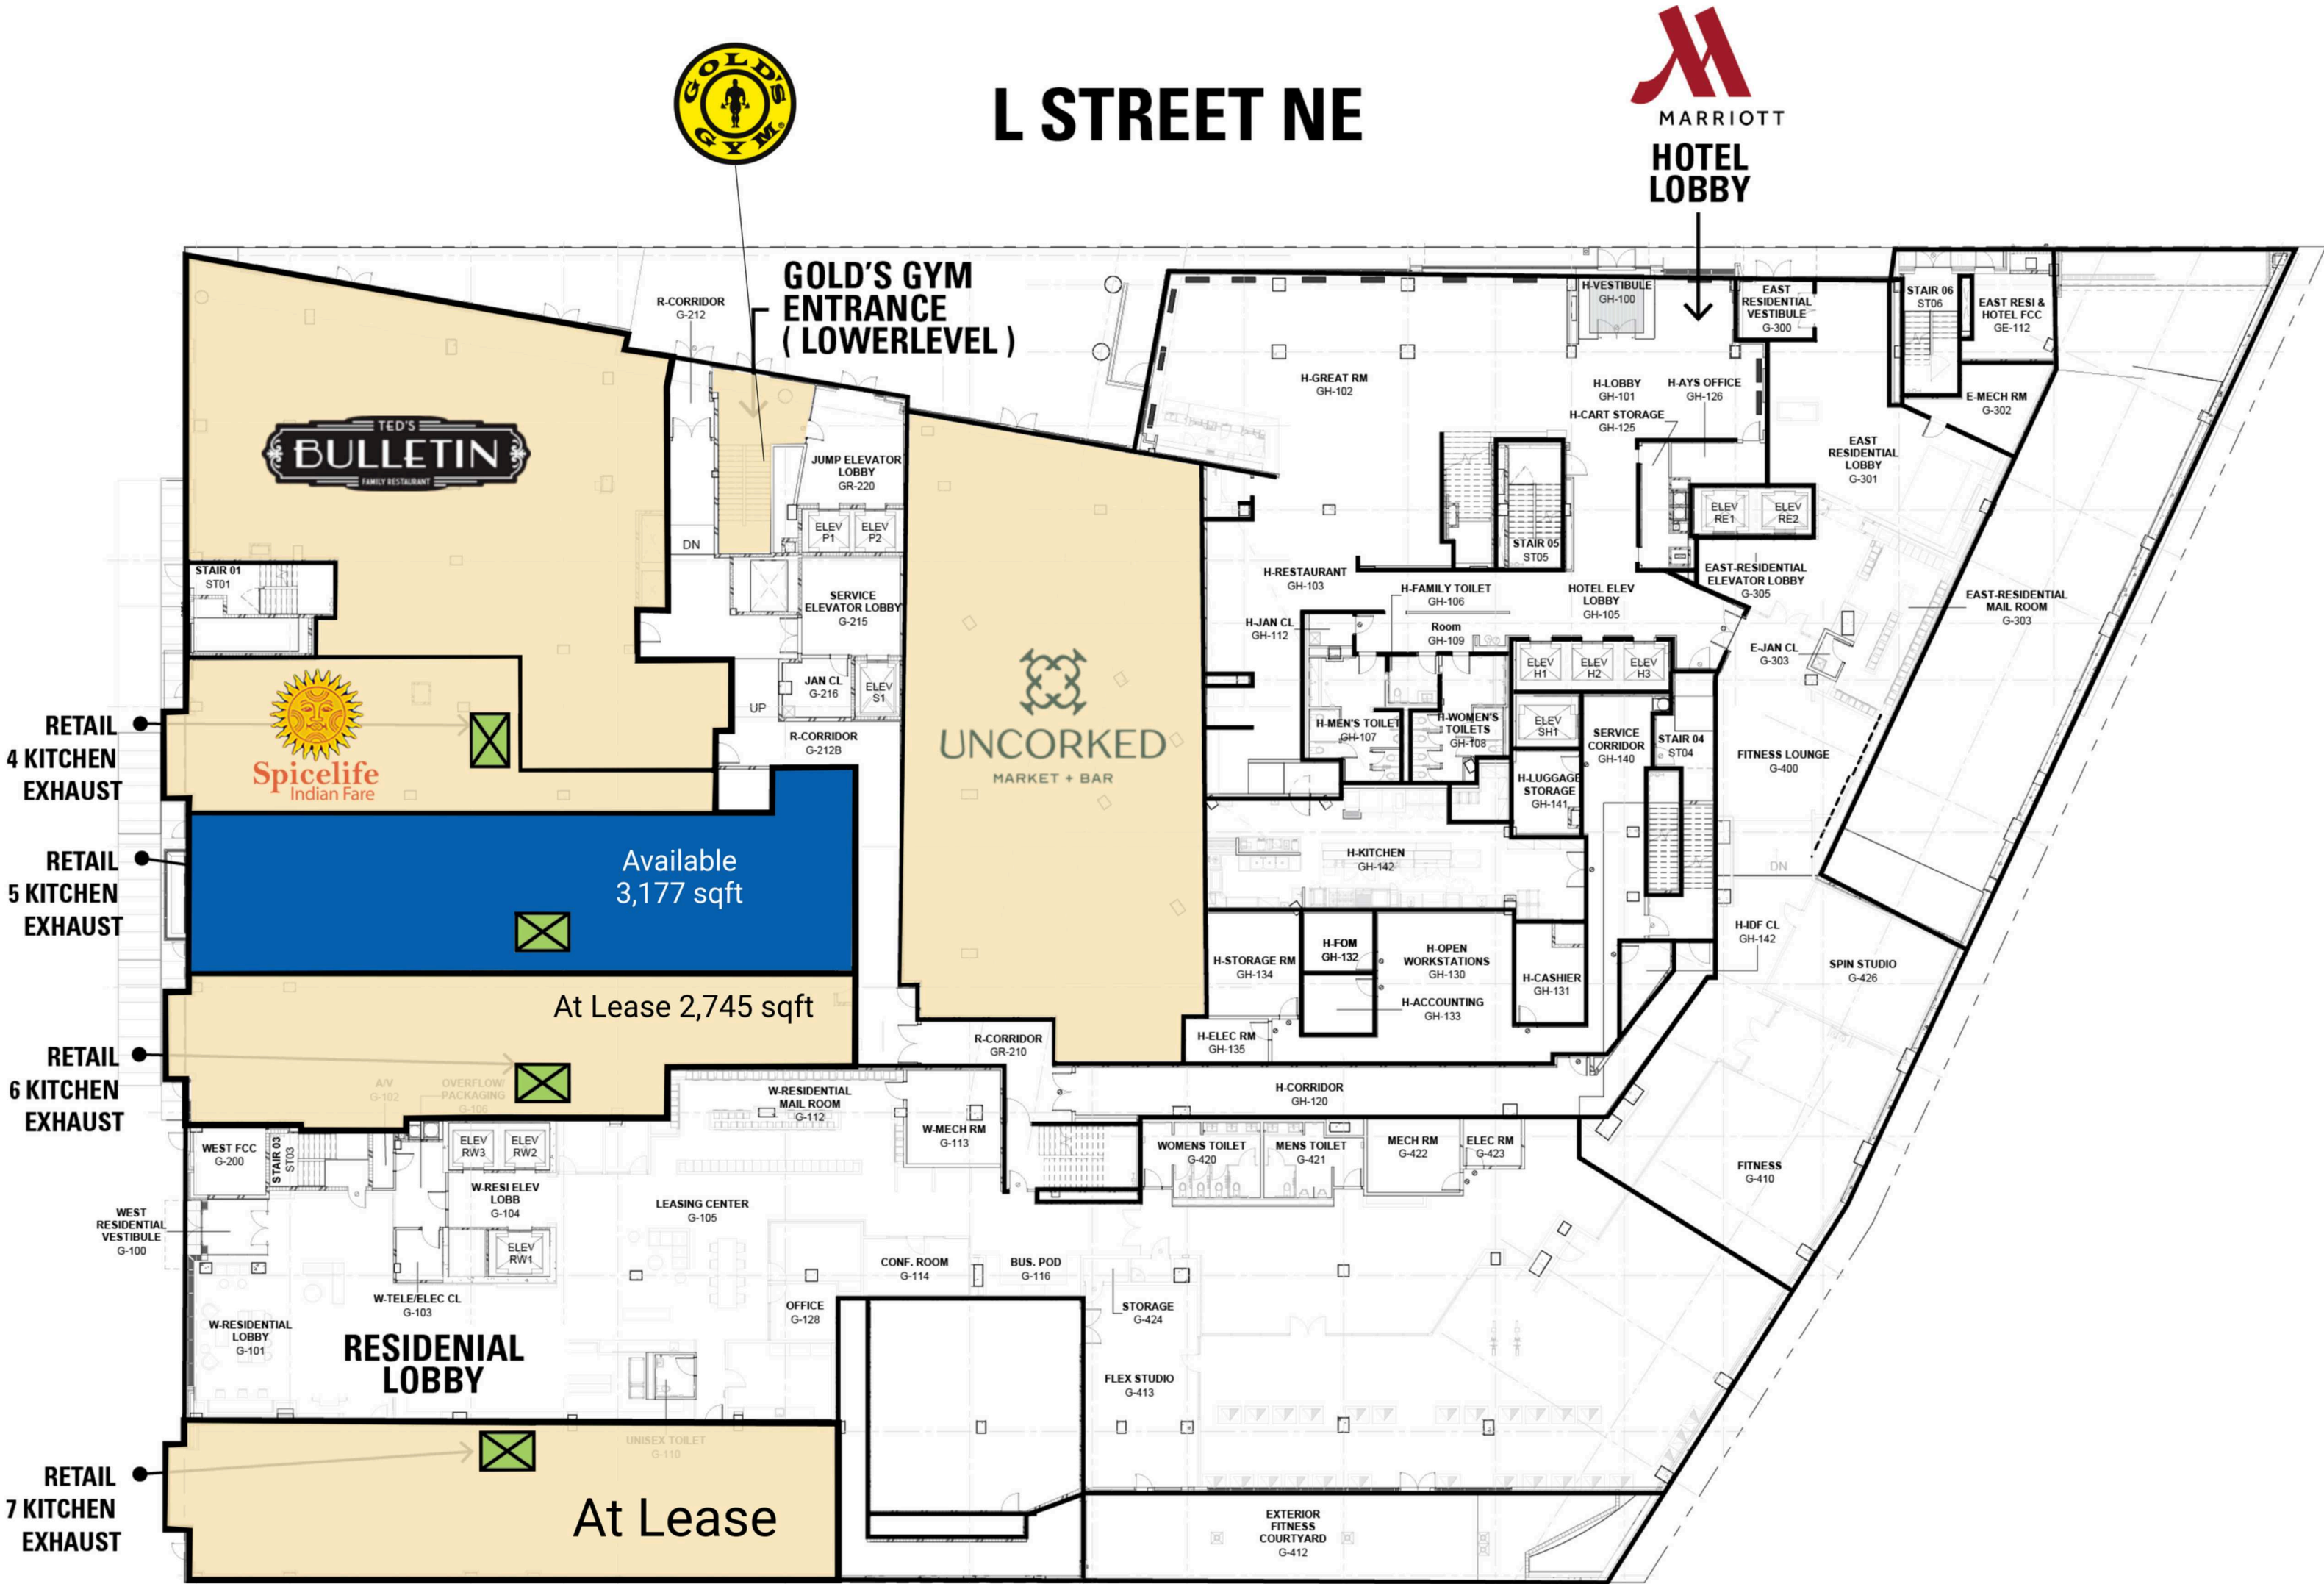 GOLD'S GYM
L STREET NE
MARRIOTT
HOTEL
LOBBY
GOLD'S GYM
ENTRANCE
( LOWERLEVEL )
R-CORRIDOR
G-212
H-VESTIBULE
GH-100
EAST
RESIDENTIAL
VESTIBULE
G-300
STAIR 06
ST06
EAST RESI &
HOTEL FCC
GE-112
H-GREAT RM
GH-102
H-LOBBY
GH-101
H-AYS OFFICE
GH-126
H-CART STORAGE
GH-125
E-MECH RM
G-302
EAST
RESIDENTIAL
LOBBY
G-301
TED'S
BULLETIN
FAMILY RESTAURANT
JUMP ELEVATOR
LOBBY
GR-220
ELEV
P1
ELEV
P2
DN
ELEV
RE1
ELEV
RE2
STAIR 05
ST05
STAIR 01
ST01
SERVICE
ELEVATOR LOBBY
G-215
H-RESTAURANT
GH-103
H-FAMILY TOILET
GH-106
HOTEL ELEV
LOBBY
GH-105
EAST-RESIDENTIAL
ELEVATOR LOBBY
G-305
EAST-RESIDENTIAL
MAIL ROOM
G-303
H-JAN CL
GH-112
Room
GH-109
E-JAN CL
G-303
ELEV
H1
ELEV
H2
ELEV
H3
JAN CL
G-216
ELEV
S1
UP
R-CORRIDOR
G-212B
UNCORKED
MARKET + BAR
H-MEN'S TOILET
GH-107
H-WOMEN'S
TOILETS
GH-108
ELEV
SH1
SERVICE
CORRIDOR
GH-140
STAIR 04
ST04
FITNESS LOUNGE
G-400
RETAIL
4 KITCHEN
EXHAUST
Spicelife
Indian Fare
H-LUGGAGE
STORAGE
GH-141
RETAIL
5 KITCHEN
EXHAUST
Available
3,177 sqft
H-KITCHEN
GH-142
DN
H-IDF CL
GH-142
H-STORAGE RM
GH-134
H-FOM
GH-132
H-OPEN
WORKSTATIONS
GH-130
H-CASHIER
GH-131
SPIN STUDIO
G-426
H-ACCOUNTING
GH-133
At Lease 2,745 sqft
R-CORRIDOR
GR-210
H-ELEC RM
GH-135
RETAIL
6 KITCHEN
EXHAUST
A/V
G-102
OVERFLOW/
PACKAGING
G-106
W-RESIDENTIAL
MAIL ROOM
G-112
H-CORRIDOR
GH-120
W-MECH RM
G-113
WEST FCC
G-200
STAIR 03
ST03
ELEV
RW3
ELEV
RW2
WOMENS TOILET
G-420
MENS TOILET
G-421
MECH RM
G-422
ELEC RM
G-423
FITNESS
G-410
W-RESI ELEV
LOBB
G-104
LEASING CENTER
G-105
WEST
RESIDENTIAL
VESTIBULE
G-100
ELEV
RW1
CONF. ROOM
G-114
BUS. POD
G-116
W-TELE/ELEC CL
G-103
OFFICE
G-128
STORAGE
G-424
W-RESIDENTIAL
LOBBY
G-101
RESIDENIAL
LOBBY
FLEX STUDIO
G-413
UNISEX TOILET
G-110
RETAIL
7 KITCHEN
EXHAUST
At Lease
EXTERIOR
FITNESS
COURTYARD
G-412